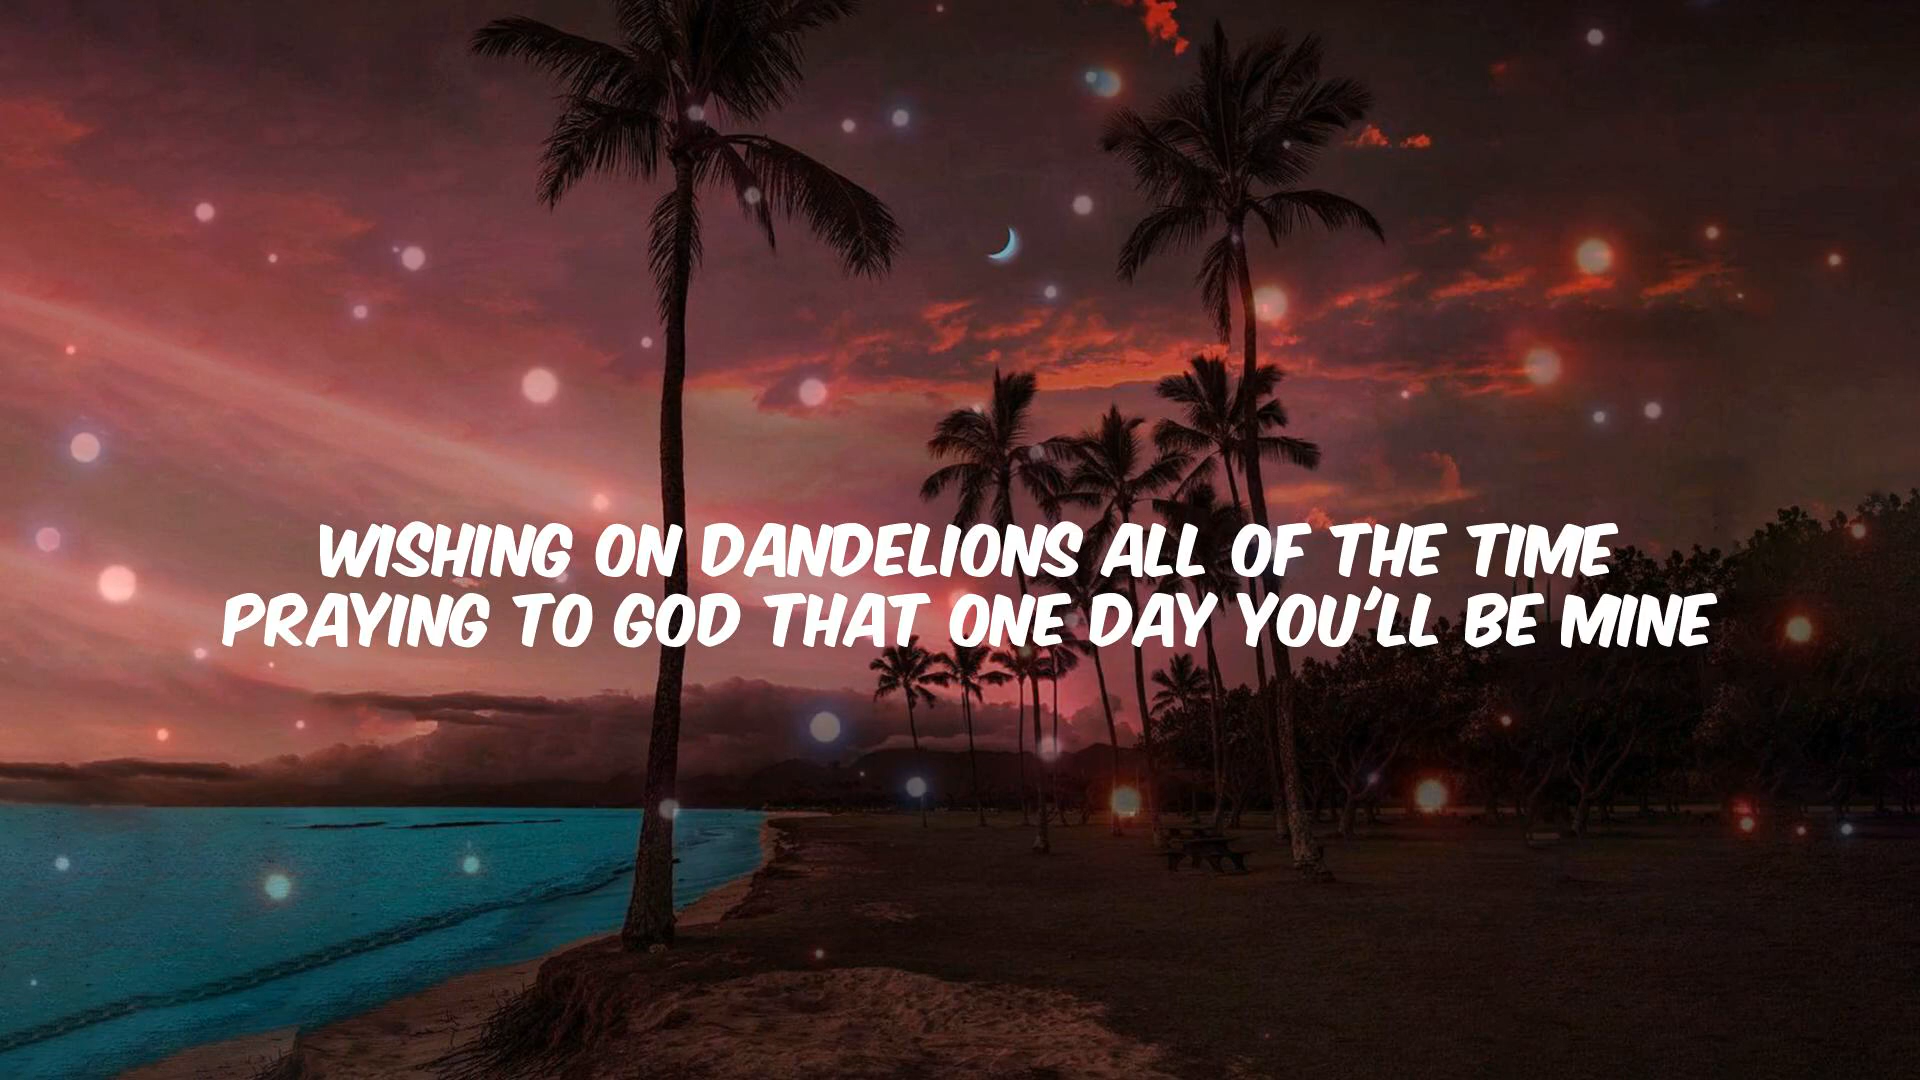 WISHING ON DANDELIONS ALL OF THE TIME
PRAYING TO GOD THAT ONE DAY YOU'LL BE MINE